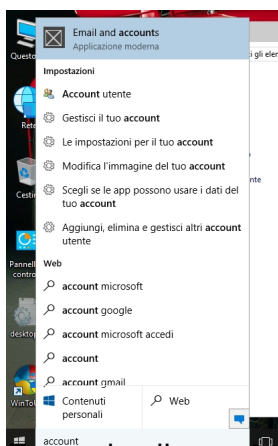 Email and accounts
Applicazione moderna
Questo
i gli elem
Impostazioni
Account utente
Gestisci il tuo account
Rete
Le impostazioni per il tuo account
Modifica l'immagine del tuo account
Scegli se le app possono usare i dati del
tuo account
Cestin
Aggiungi, elimina e gestisci altri account
utente
Web
Pannell
contro
account microsoft
account google
account microsoft accedi
desktop
account
account gmail
Contenuti
personali
Web
WinTo
account